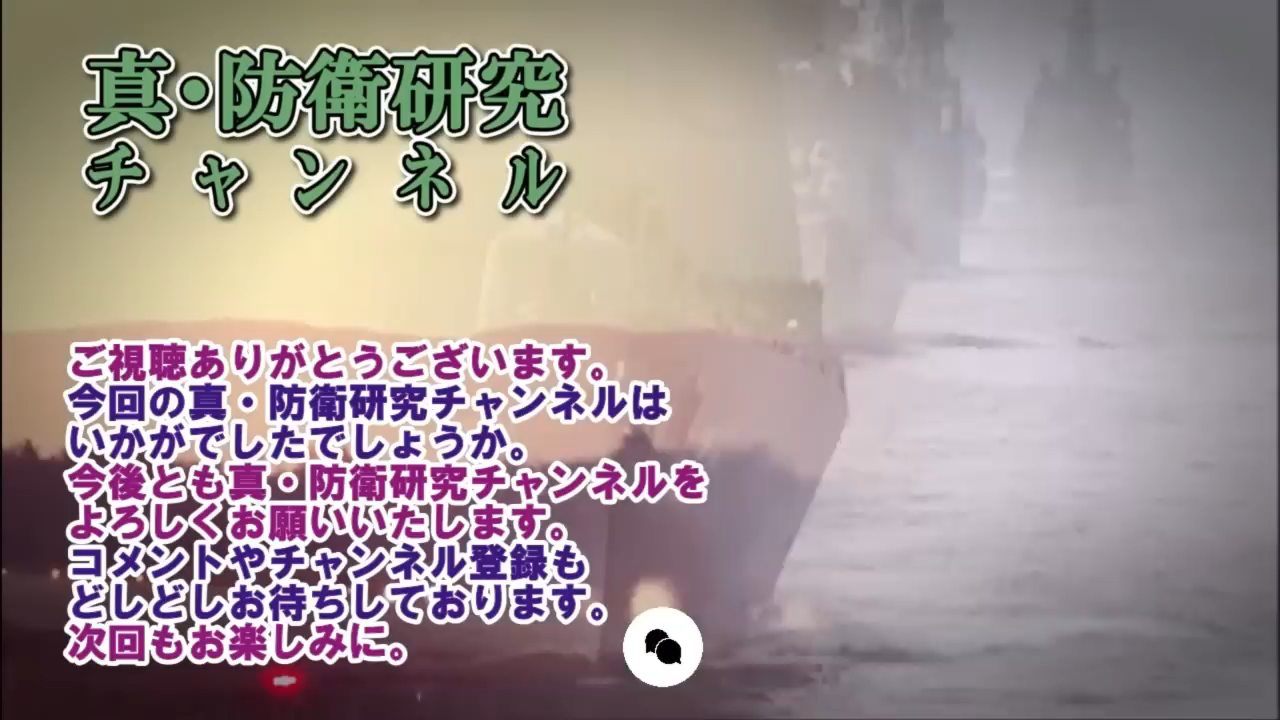 真・防衛研究
チャンネル
ご視聴ありがとうございます。
今回の真・防衛研究チャンネルは
いかがでしたでしょうか。
今後とも真・防衛研究チャンネルを
よろしくお願いいたします。
コメントやチャンネル登録も
どしどしお待ちしております。
次回もお楽しみに。